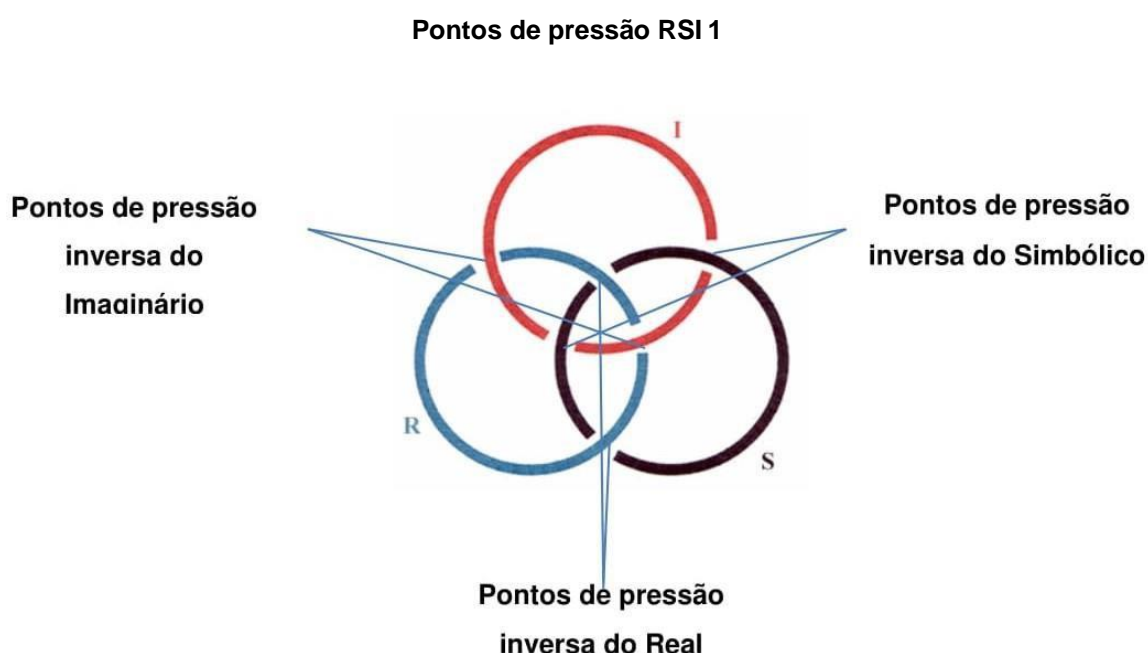 Pontos de pressão RSI 1
I
Pontos de pressão
inversa do
Imaginário
Pontos de pressão
inversa do Simbólico
R
S
Pontos de pressão
inversa do Real